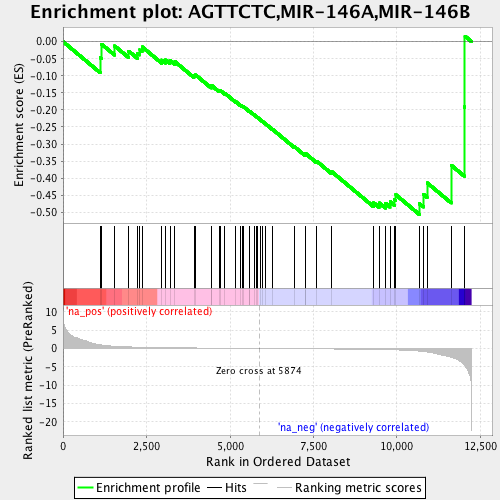 Enrichment plot: AGTTCTC,MIR-146A,MIR-146B
Enrichment score (ES)
0.00
-0.05
-0.10
-0.15
-0.20
-0.25
-0.30
-0.35
-0.40
-0.45
-0.50
Ranked list metric (PreRanked)
10
5
0
-5
-10
-15
-20
'na_pos' (positively correlated)
Zero cross at 5874
'na_neg' (negatively correlated)
0 2,500 5,000 7,500 10,000 12,500
Rank in Ordered Dataset
Enrichment profile Hits Ranking metric scores